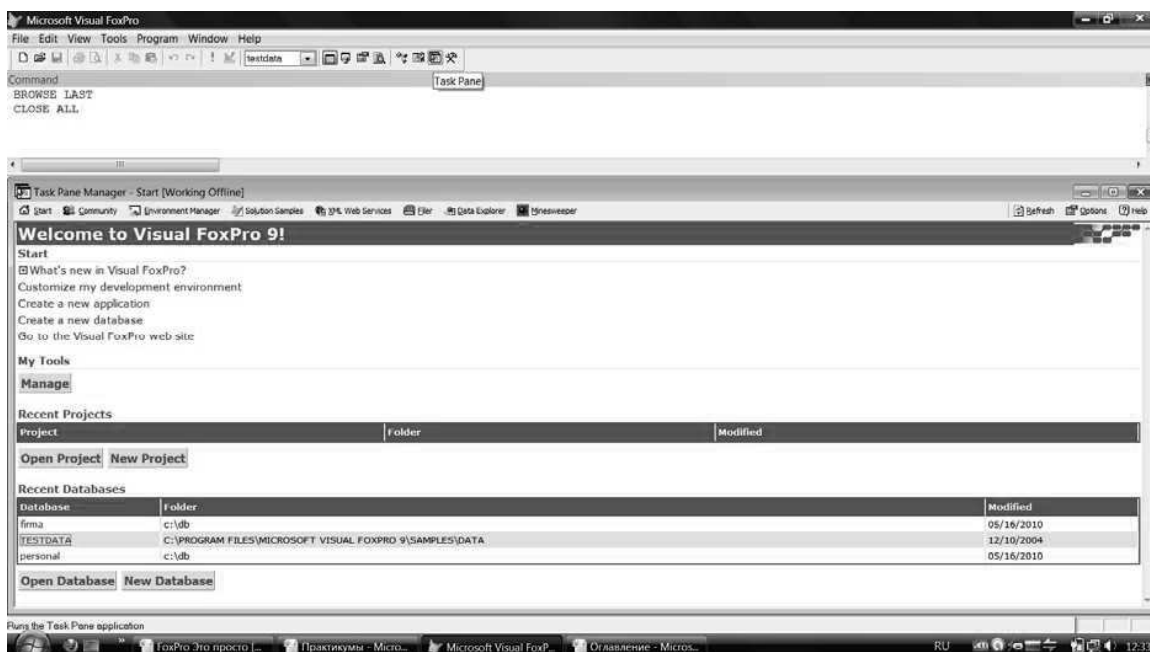 Microsoft Visual FoxPro
File Edit View Tools Program Window Help
testdata
Command
Task Pane
BROWSE LAST
CLOSE ALL
Task Pane Manager - Start [Working Offline]
Start Community Environment Manager Solution Samples XML Web Services Filer Data Explorer Minesweeper Refresh Options Help
Welcome to Visual FoxPro 9!
Start
What's new in Visual FoxPro?
Customize my development environment
Create a new application
Create a new database
Go to the Visual FoxPro web site
My Tools
Manage
Recent Projects
Project Folder Modified
Open Project New Project
Recent Databases
Database Folder Modified
firma c:\db 05/16/2010
TESTDATA C:\PROGRAM FILES\MICROSOFT VISUAL FOXPRO 9\SAMPLES\DATA 12/10/2004
personal c:\db 05/16/2010
Open Database New Database
Runs the Task Pane application
FoxPro Это просто |... Практикумы - Micro... Microsoft Visual FoxP... Оглавление - Micros... RU 12:33